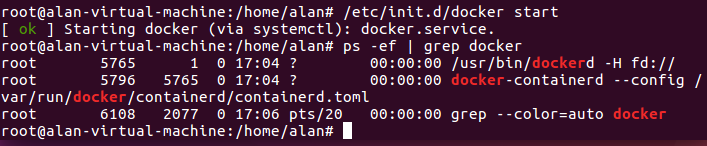 root@alan-virtual-machine:/home/alan# /etc/init.d/docker start
[ ok ] Starting docker (via systemctl): docker.service.
root@alan-virtual-machine:/home/alan# ps -ef | grep docker
root      5765     1  0 17:04 ?        00:00:00 /usr/bin/dockerd -H fd://
root      5796  5765  0 17:04 ?        00:00:00 docker-containerd --config /
var/run/docker/containerd/containerd.toml
root      6108  2077  0 17:06 pts/20   00:00:00 grep --color=auto docker
root@alan-virtual-machine:/home/alan#